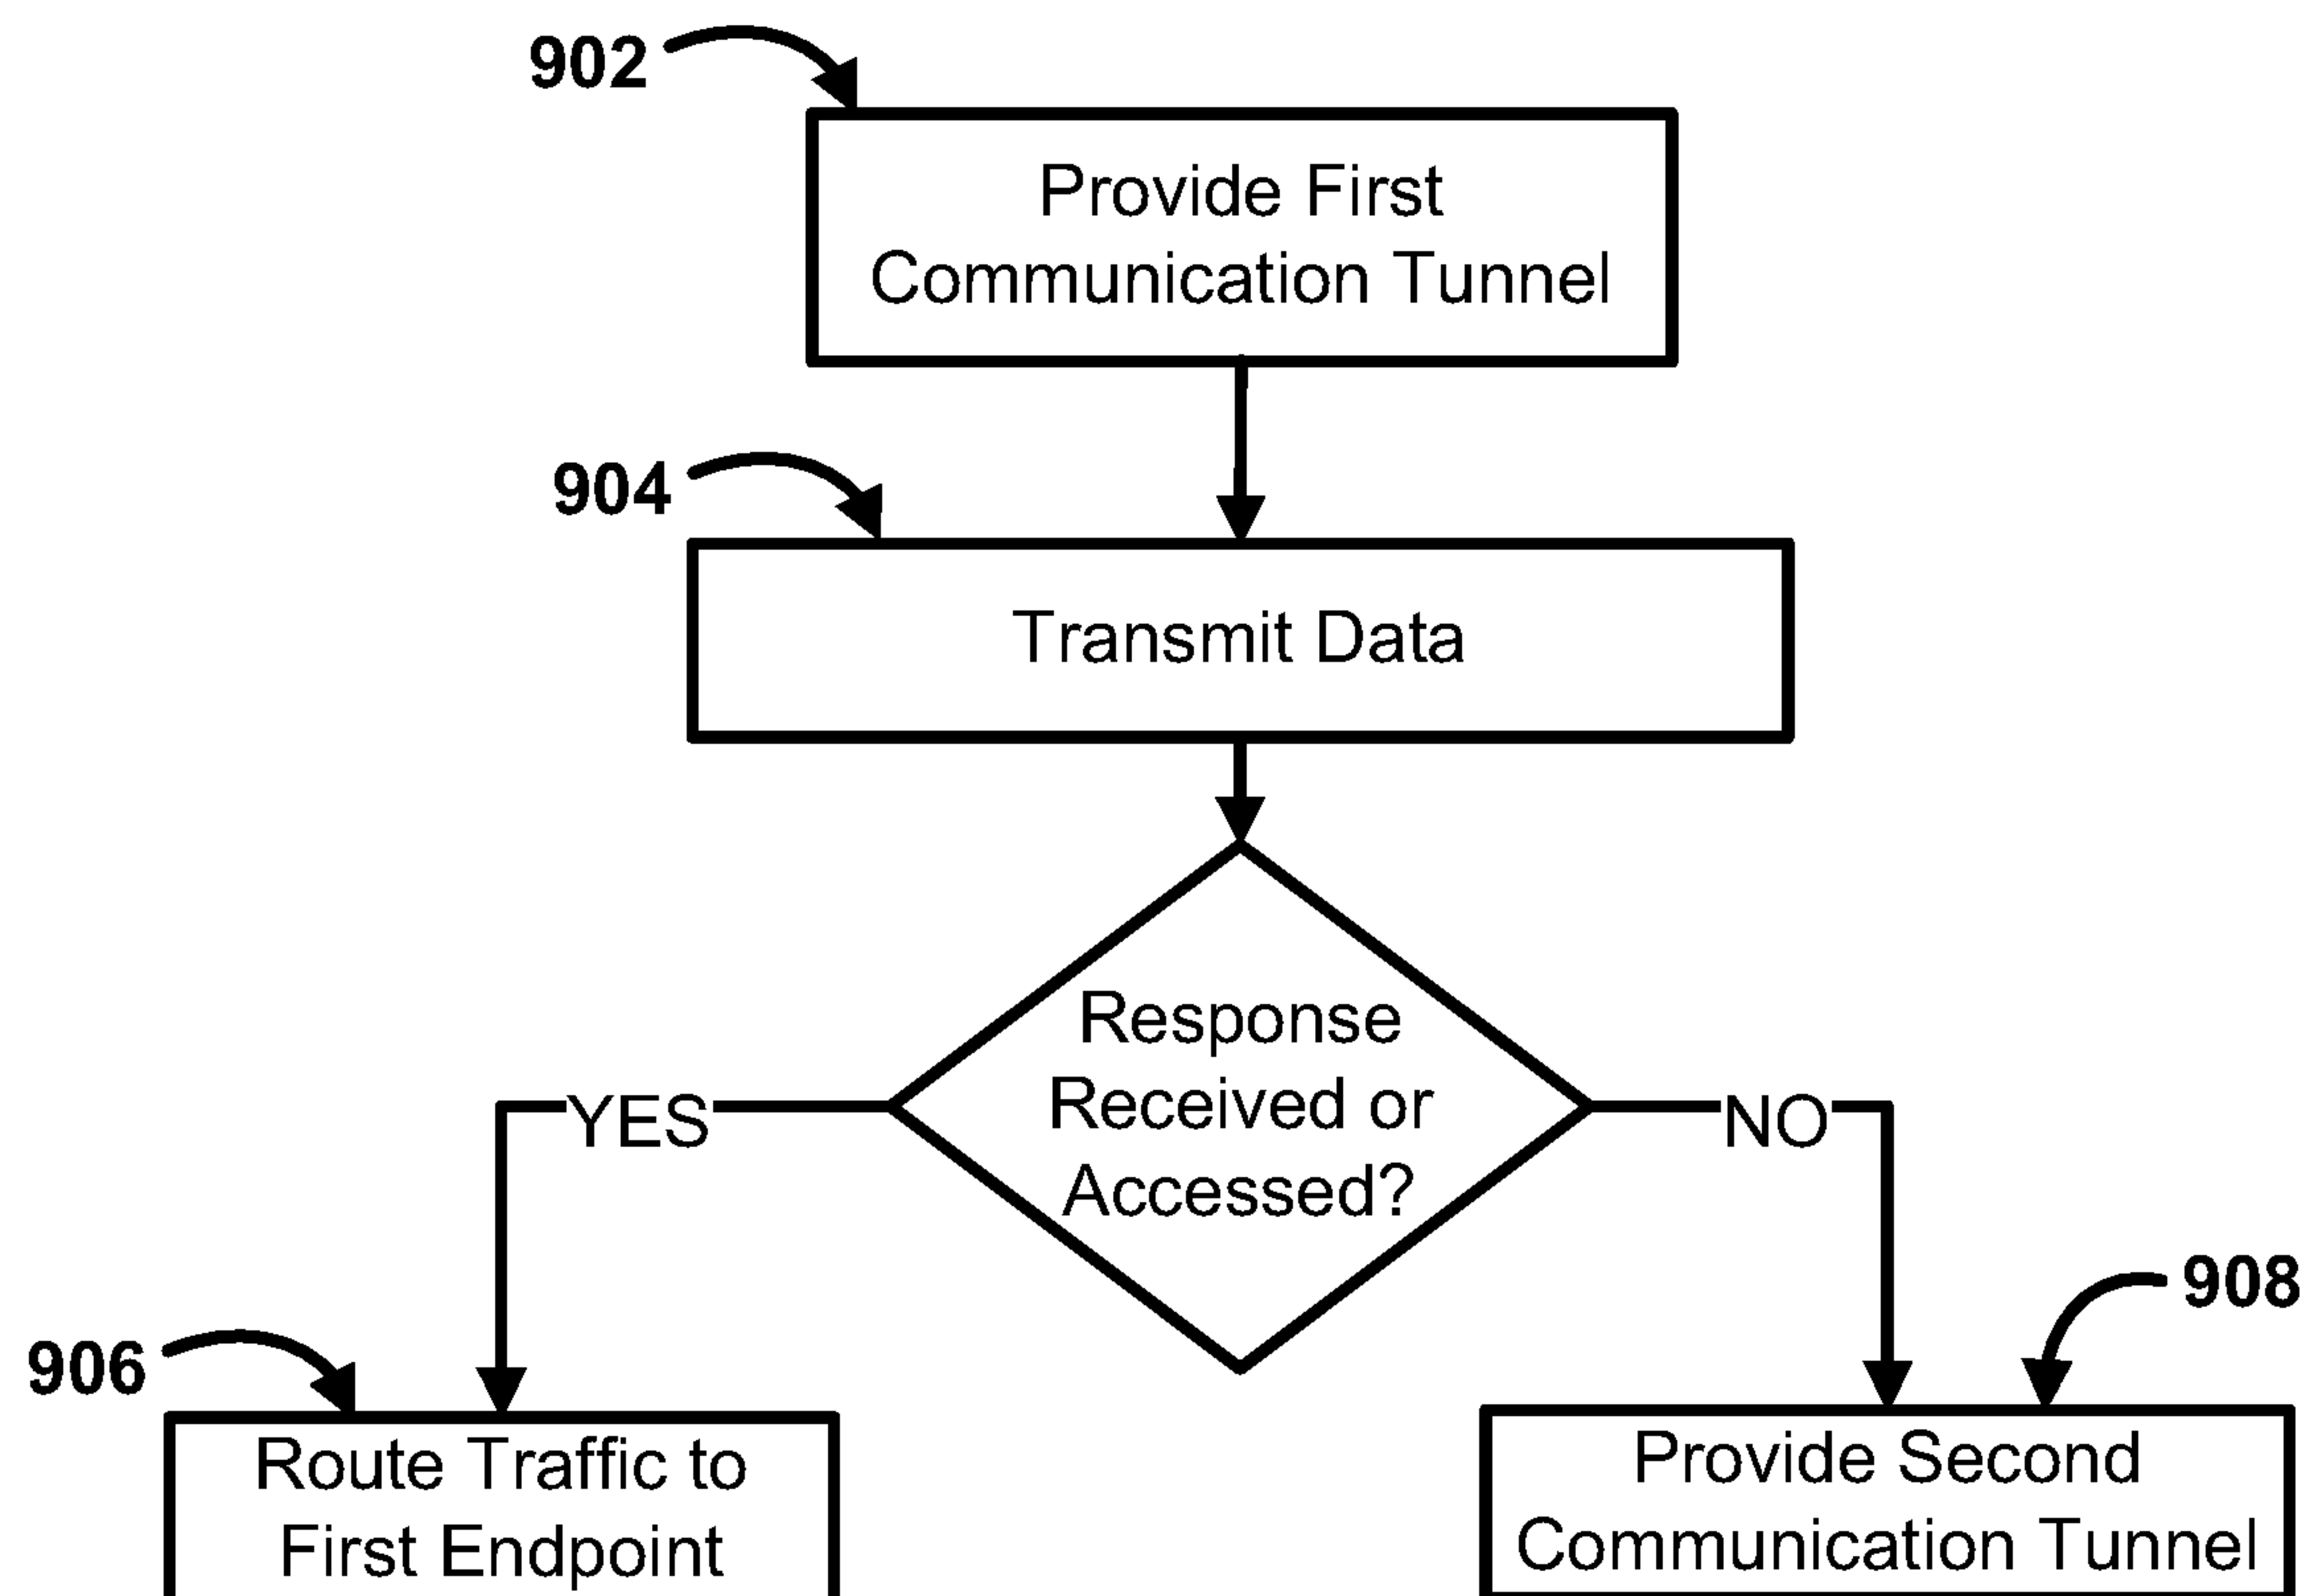 902
Provide First
Communication Tunnel
904
Transmit Data
Response
Received or
Accessed?
YES
NO
906
Route Traffic to
First Endpoint
908
Provide Second
Communication Tunnel